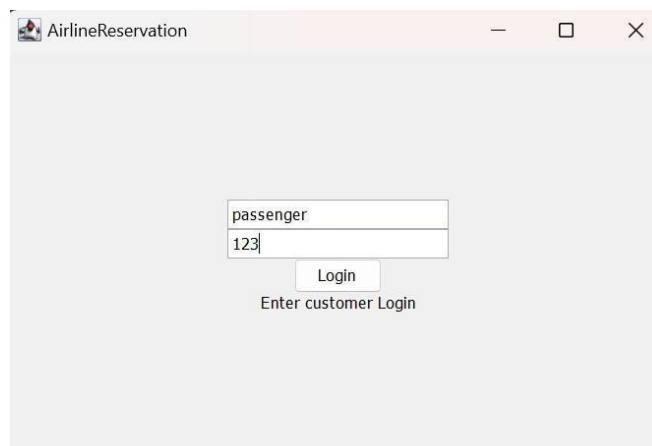 AirlineReservation
passenger
123
Login
Enter customer Login